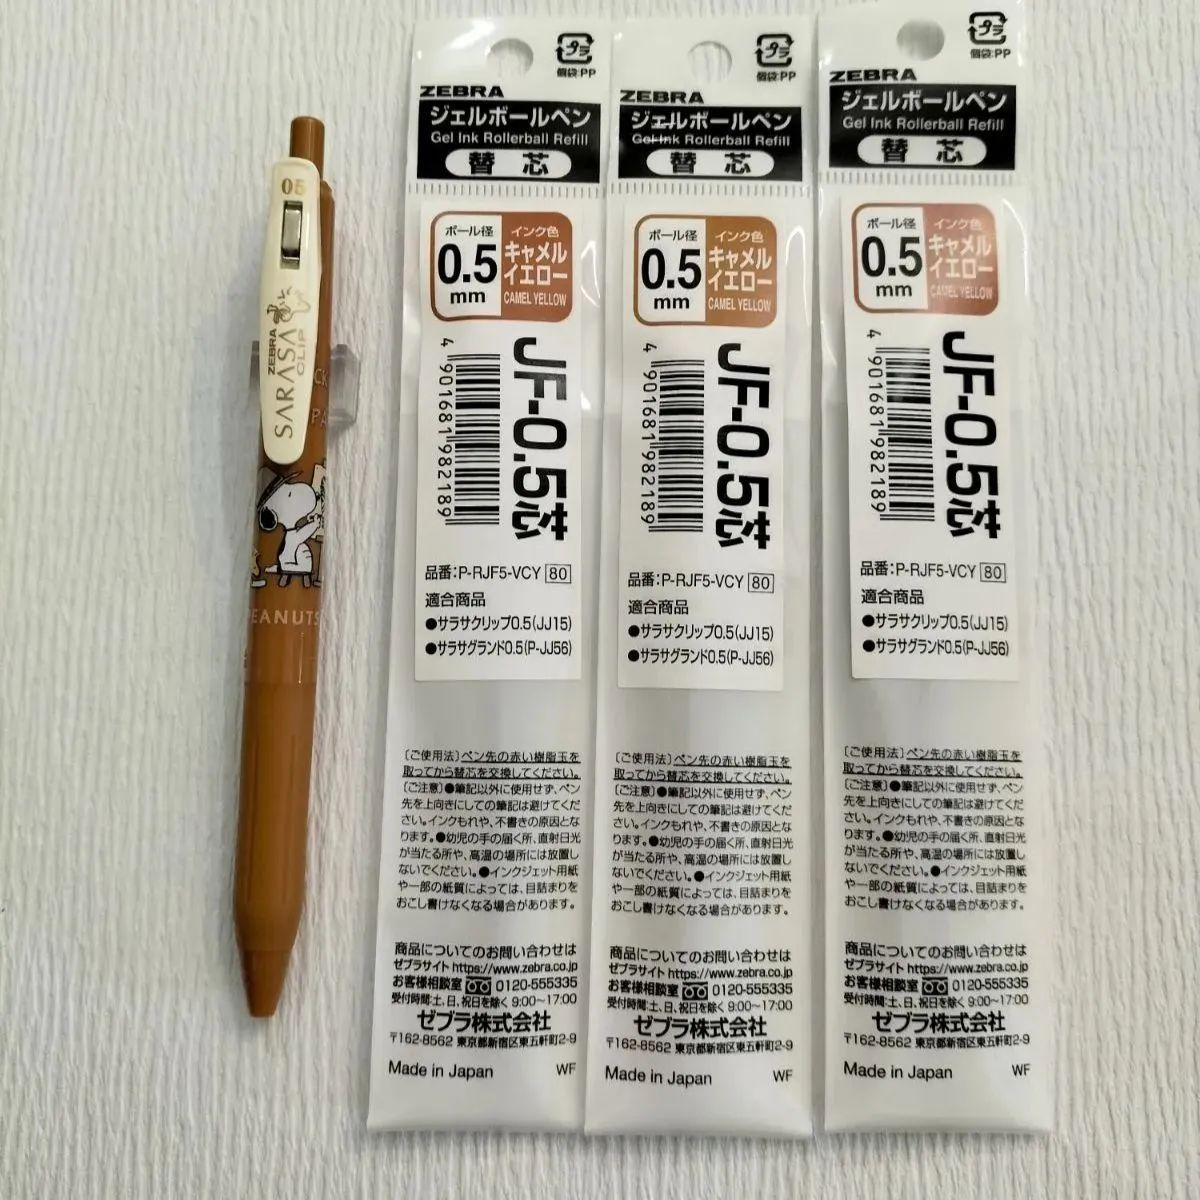 05
ZEBRA
SARASA
CLIP
CK
PA
PEANUTS
プラ
個袋:PP
ZEBRA
ジェルボールペン
Gel Ink Rollerball Refill
替芯
ボール径
0.5
mm
インク色
キャメル
イエロー
CAMEL YELLOW
4 901681 982189
JF-0.5芯
品番:P-RJF5-VCY 80
適合商品
●サラサクリップ0.5(JJ15)
●サラサグランド0.5(P-JJ56)
〔ご使用法〕ペン先の赤い樹脂玉を
取ってから替芯を交換してください。
〔ご注意〕●筆記以外に使用せず、ペン
先を上向きにしての筆記は避けてくだ
さい。インクもれや、不書きの原因とな
ります。●幼児の手の届く所、直射日光
が当たる所や、高温の場所には放置し
ないでください。●インクジェット用紙
や一部の紙質によっては、目詰まりを
おこし書けなくなる場合があります。
商品についてのお問い合わせは
ゼブラサイト https://www.zebra.co.jp
お客様相談室 0120-555335
受付時間:土、日、祝日を除く 9:00~17:00
ゼブラ株式会社
〒162-8562 東京都新宿区東五軒町2-9
Made in Japan WF
プラ
個袋:PP
ZEBRA
ジェルボールペン
Gel Ink Rollerball Refill
替芯
ボール径
0.5
mm
インク色
キャメル
イエロー
CAMEL YELLOW
4 901681 982189
JF-0.5芯
品番:P-RJF5-VCY 80
適合商品
●サラサクリップ0.5(JJ15)
●サラサグランド0.5(P-JJ56)
〔ご使用法〕ペン先の赤い樹脂玉を
取ってから替芯を交換してください。
〔ご注意〕●筆記以外に使用せず、ペン
先を上向きにしての筆記は避けてくだ
さい。インクもれや、不書きの原因とな
ります。●幼児の手の届く所、直射日光
が当たる所や、高温の場所には放置し
ないでください。●インクジェット用紙
や一部の紙質によっては、目詰まりを
おこし書けなくなる場合があります。
商品についてのお問い合わせは
ゼブラサイト https://www.zebra.co.jp
お客様相談室 0120-555335
受付時間:土、日、祝日を除く 9:00~17:00
ゼブラ株式会社
〒162-8562 東京都新宿区東五軒町2-9
Made in Japan WF
プラ
個袋:PP
ZEBRA
ジェルボールペン
Gel Ink Rollerball Refill
替芯
ボール径
0.5
mm
インク色
キャメル
イエロー
CAMEL YELLOW
4 901681 982189
JF-0.5芯
品番:P-RJF5-VCY 80
適合商品
●サラサクリップ0.5(JJ15)
●サラサグランド0.5(P-JJ56)
〔ご使用法〕ペン先の赤い樹脂玉を
取ってから替芯を交換してください。
〔ご注意〕●筆記以外に使用せず、ペン
先を上向きにしての筆記は避けてくだ
さい。インクもれや、不書きの原因とな
ります。●幼児の手の届く所、直射日光
が当たる所や、高温の場所には放置し
ないでください。●インクジェット用紙
や一部の紙質によっては、目詰まりを
おこし書けなくなる場合があります。
商品についてのお問い合わせは
ゼブラサイト https://www.zebra.co.jp
お客様相談室 0120-555335
受付時間:土、日、祝日を除く 9:00~17:00
ゼブラ株式会社
〒162-8562 東京都新宿区東五軒町2-9
Made in Japan WF